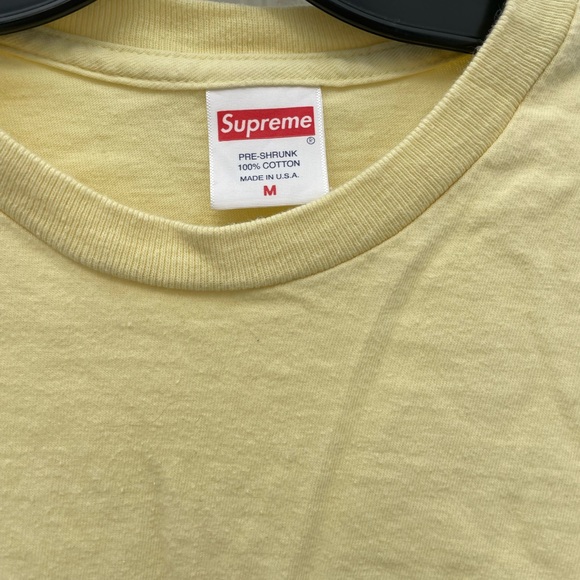 Supreme
®
PRE-SHRUNK
100% COTTON
MADE IN U.S.A.
M